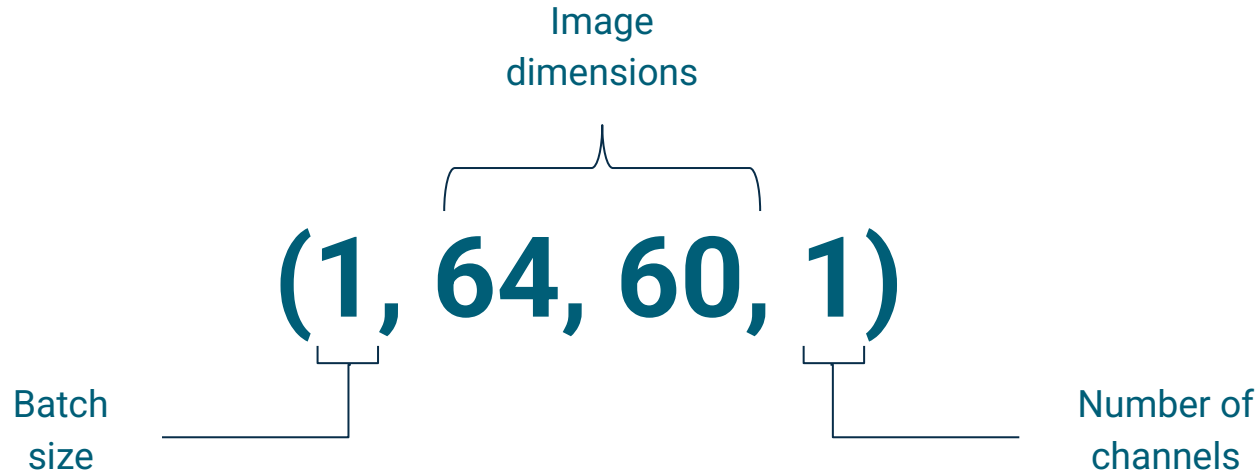 Image
dimensions
(1, 64, 60, 1)
Batch
size
Number of
channels